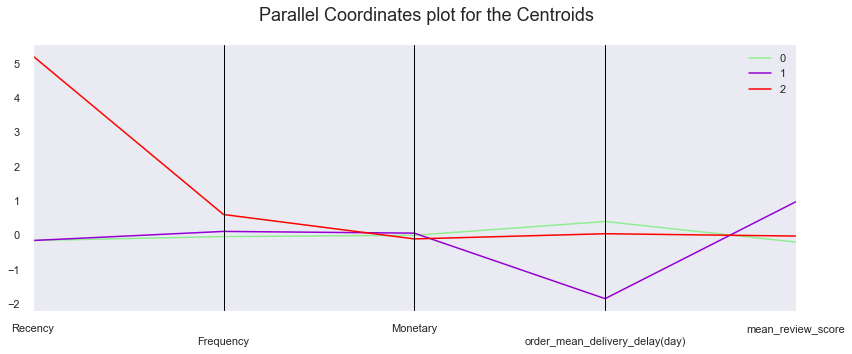 Parallel Coordinates plot for the Centroids
0
1
2
5
4
3
2
1
0
−1
−2
Recency
Frequency
Monetary
order_mean_delivery_delay(day)
mean_review_score